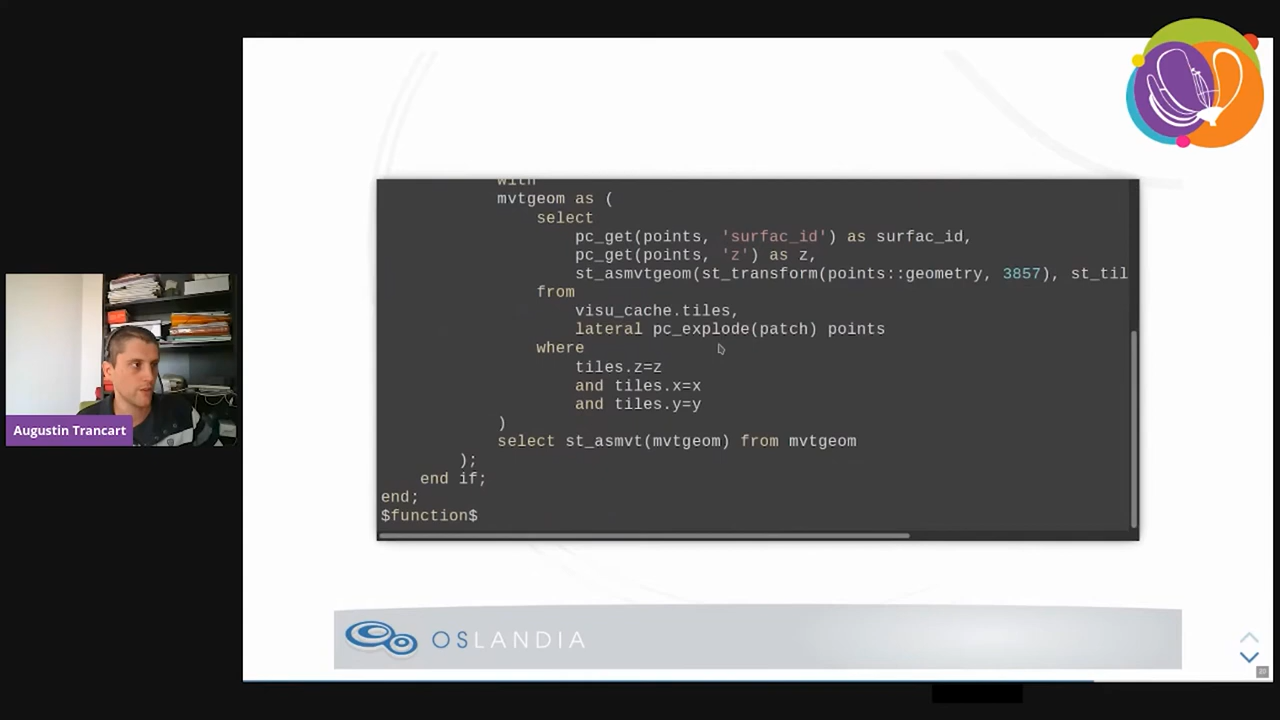 with
mvtgeom as (
select
pc_get(points, 'surfac_id') as surfac_id,
pc_get(points, 'z') as z,
st_asmvtgeom(st_transform(points::geometry, 3857), st_til
from
visu_cache.tiles,
lateral pc_explode(patch) points
where
tiles.z=z
and tiles.x=x
and tiles.y=y
)
select st_asmvt(mvtgeom) from mvtgeom
);
end if;
end;
$function$
Augustin Trancart
OSLANDIA